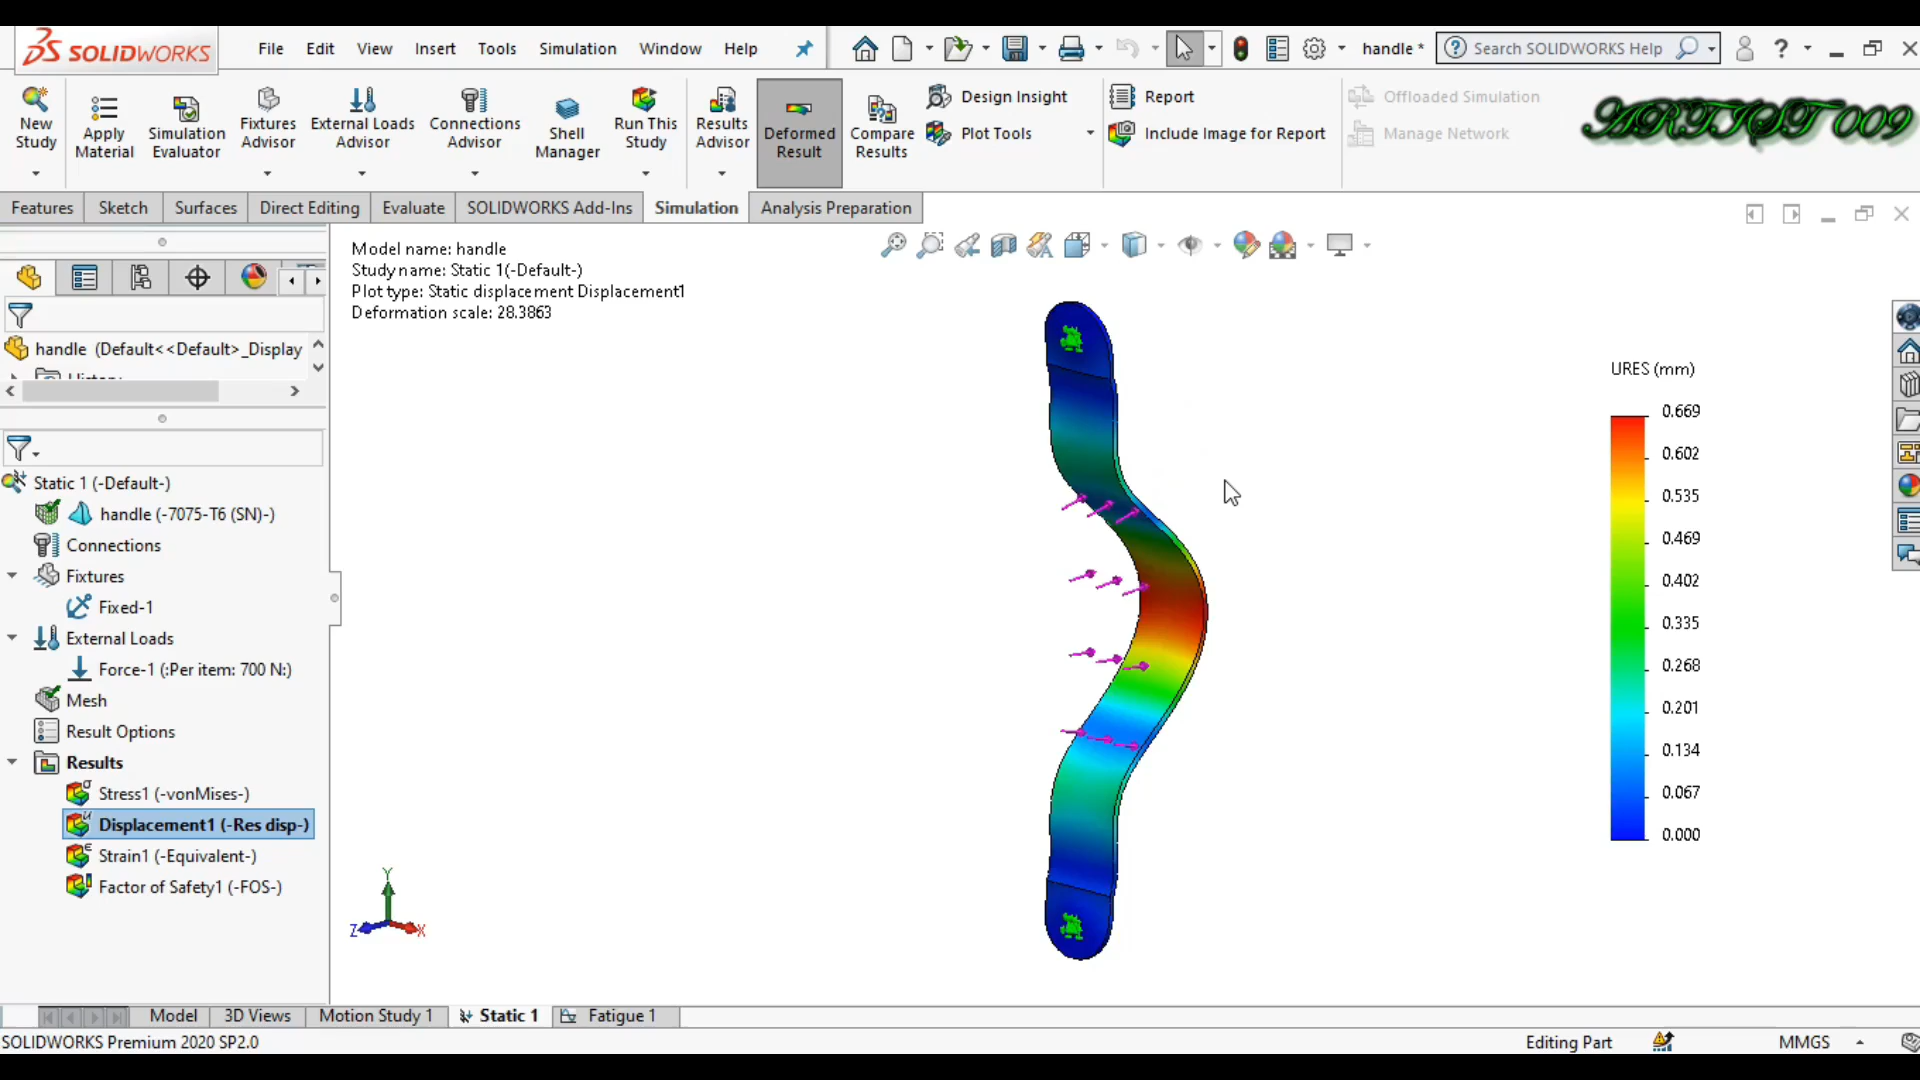 SOLIDWORKS
File Edit View Insert Tools Simulation Window Help
handle *
Search SOLIDWORKS Help
New Study
Apply Material
Simulation Evaluator
Fixtures Advisor
External Loads Advisor
Connections Advisor
Shell Manager
Run This Study
Results Advisor
Deformed Result
Compare Results
Design Insight
Plot Tools
Report
Include Image for Report
Offloaded Simulation
Manage Network
ARTIST 009
Features Sketch Surfaces Direct Editing Evaluate SOLIDWORKS Add-Ins Simulation Analysis Preparation
Model name: handle
Study name: Static 1(-Default-)
Plot type: Static displacement Displacement1
Deformation scale: 28.3863
handle (Default<<Default>_Display
Static 1 (-Default-)
handle (-7075-T6 (SN)-)
Connections
Fixtures
Fixed-1
External Loads
Force-1 (:Per item: 700 N:)
Mesh
Result Options
Results
Stress1 (-vonMises-)
Displacement1 (-Res disp-)
Strain1 (-Equivalent-)
Factor of Safety1 (-FOS-)
Y
Z
X
URES (mm)
0.669
0.602
0.535
0.469
0.402
0.335
0.268
0.201
0.134
0.067
0.000
Model 3D Views Motion Study 1 Static 1 Fatigue 1
SOLIDWORKS Premium 2020 SP2.0
Editing Part
MMGS